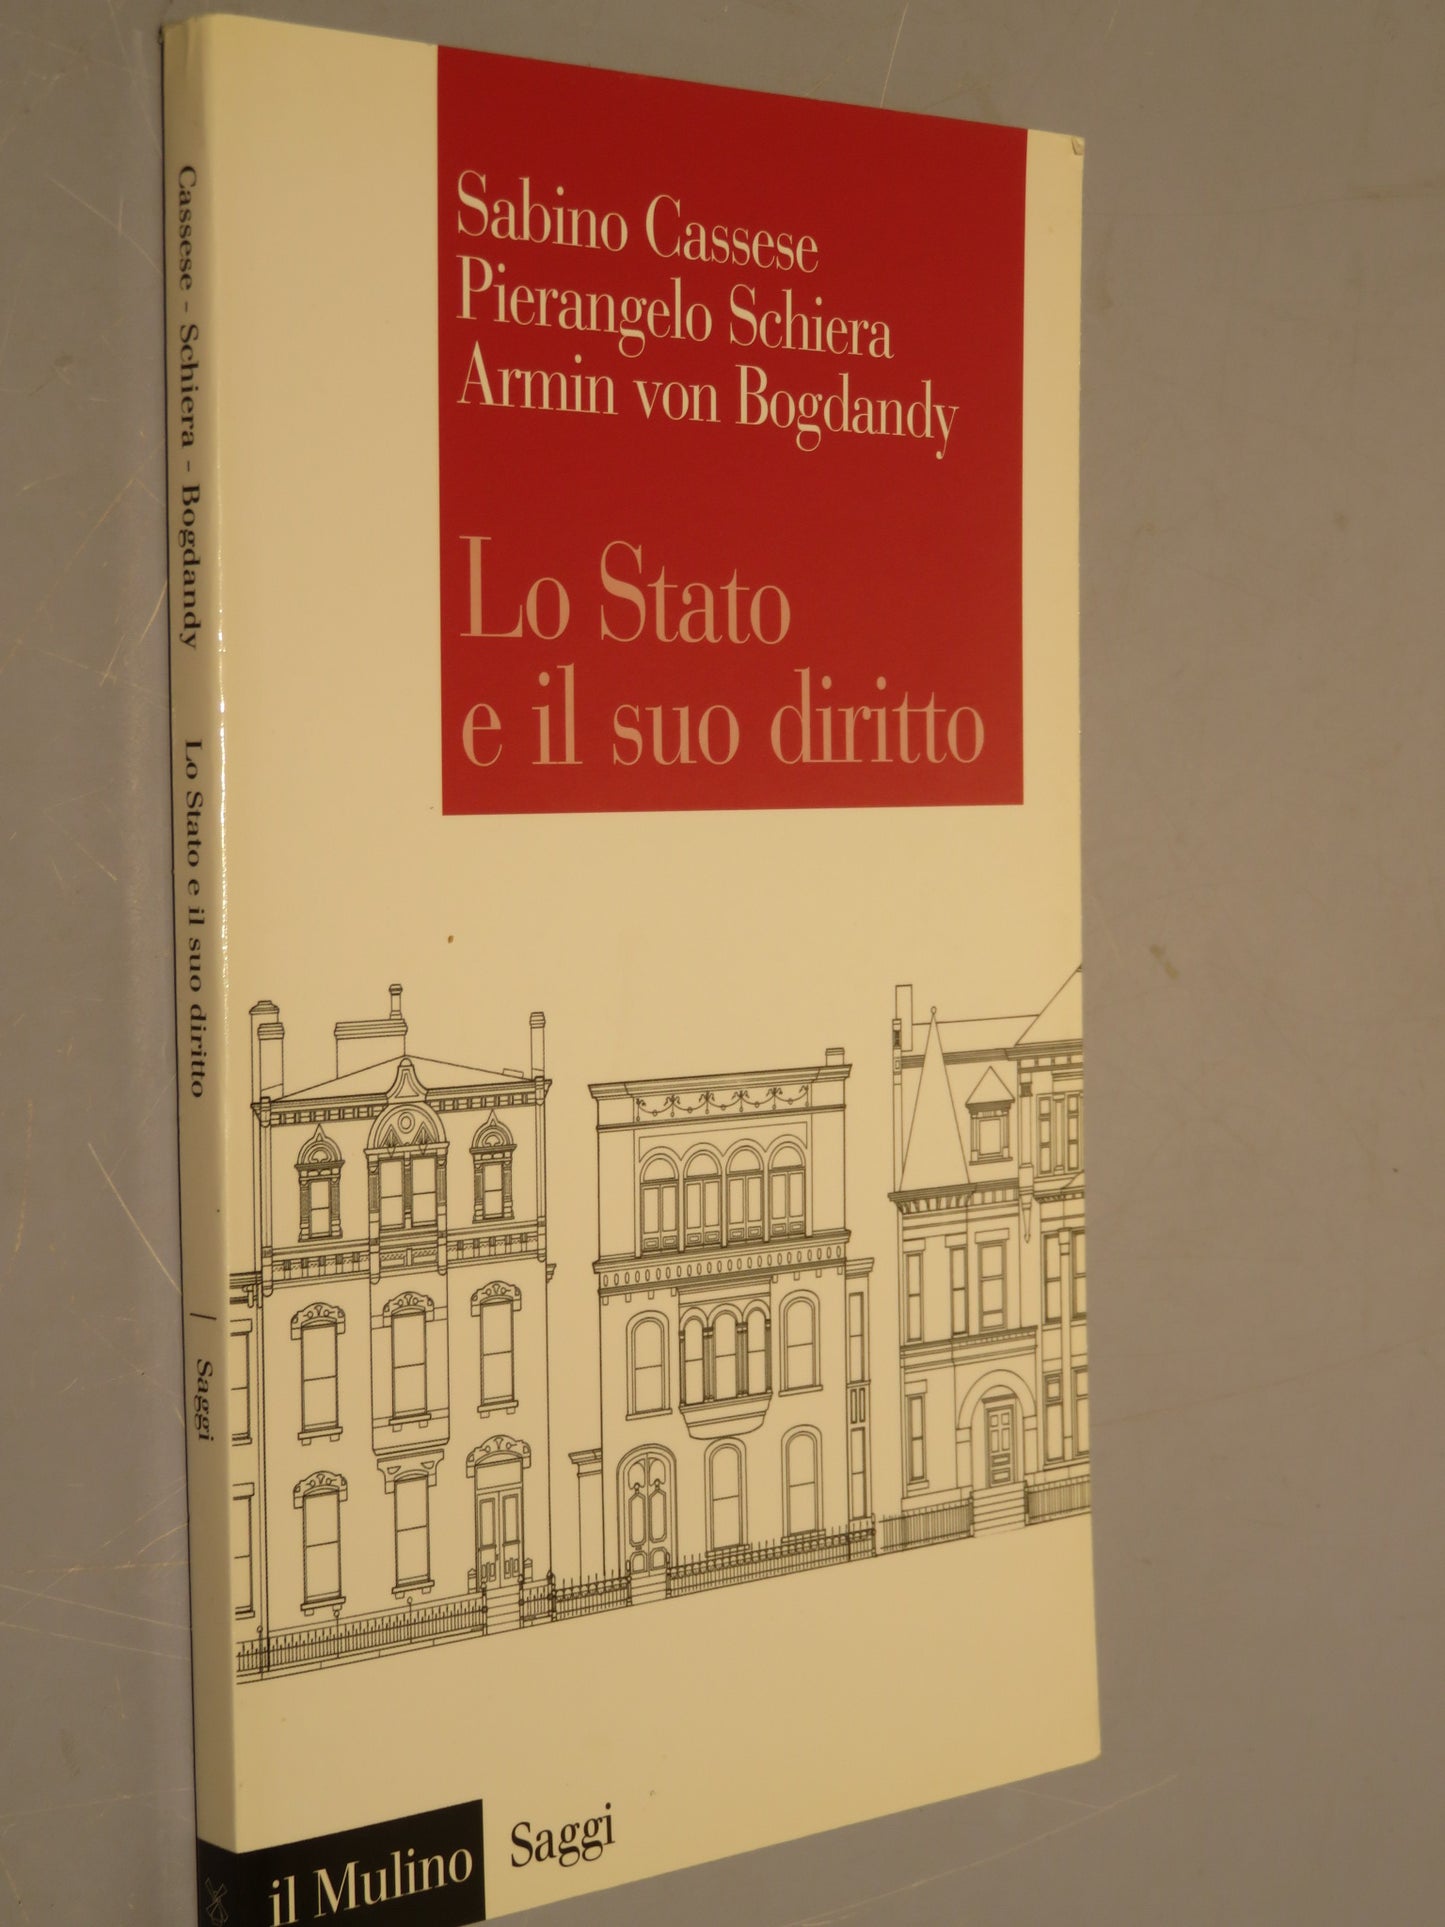 Sabino Cassese
Pierangelo Schiera
Armin von Bogdandy
Lo Stato
e il suo diritto
il Mulino
Saggi
Cassese - Schiera - Bogdandy Lo Stato e il suo diritto | Saggi